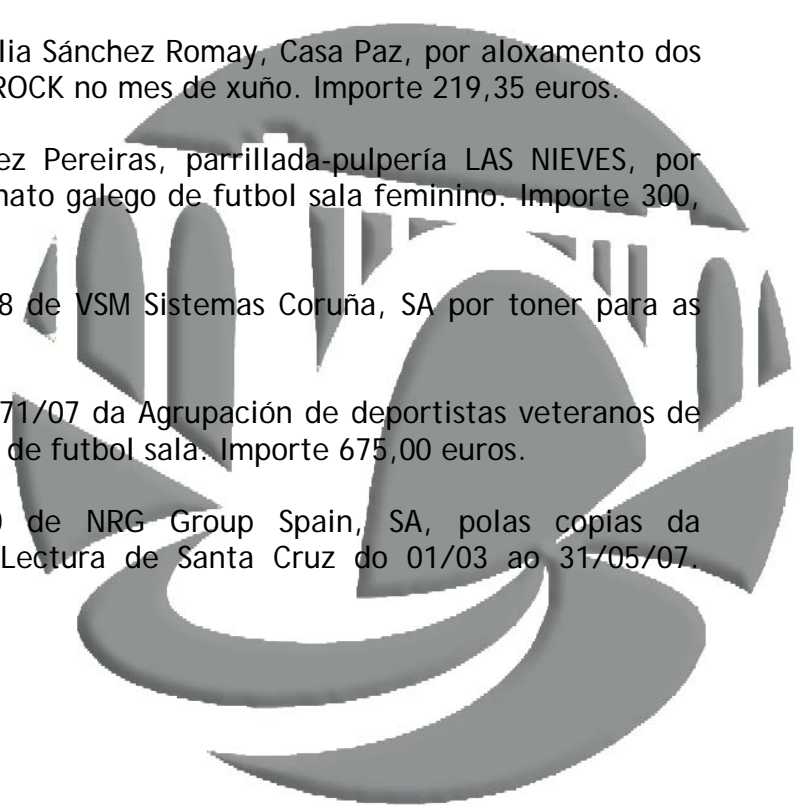 lia Sánchez Romay, Casa Paz, por aloxamento dos
ROCK no mes de xuño. Importe 219,35 euros.
ez Pereiras, parrillada-pulpería LAS NIEVES, por
nato galego de futbol sala feminino. Importe 300,
8 de VSM Sistemas Coruña, SA por toner para as
71/07 da Agrupación de deportistas veteranos de
de futbol sala. Importe 675,00 euros.
) de NRG Group Spain, SA, polas copias da
Lectura de Santa Cruz do 01/03 ao 31/05/07.